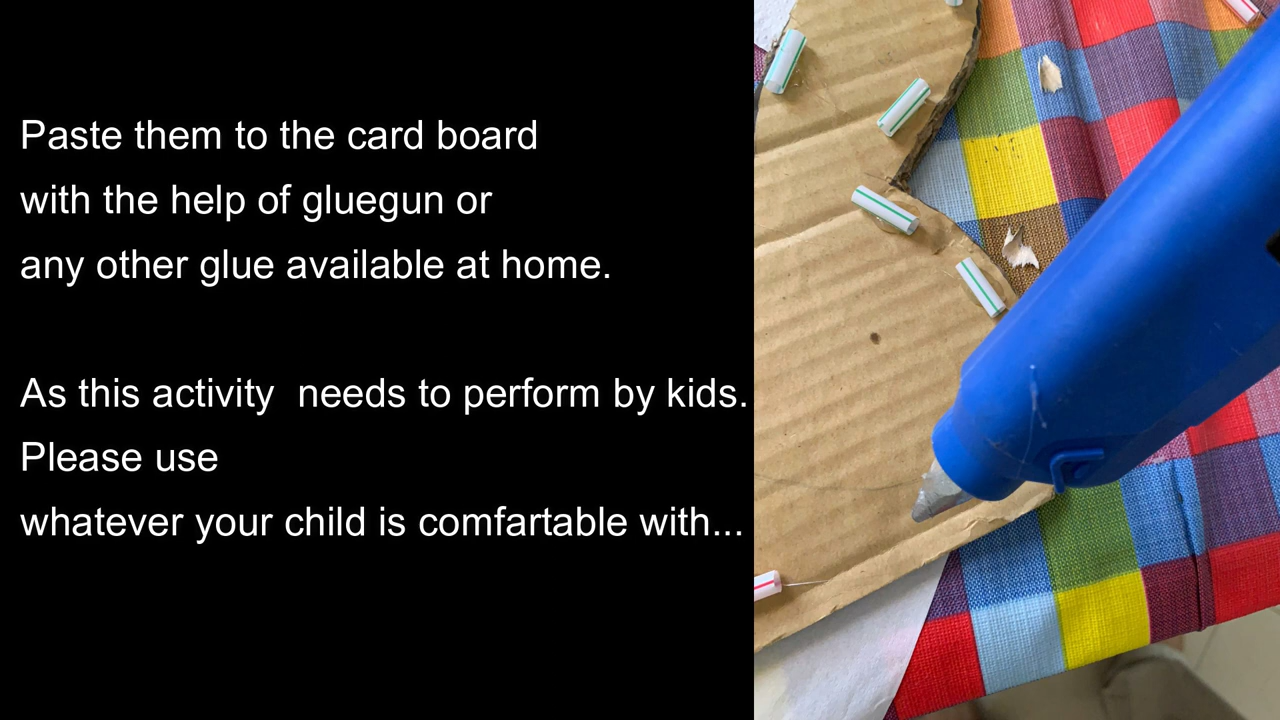 Paste them to the card board
with the help of gluegun or
any other glue available at home.
As this activity  needs to perform by kids.
Please use
whatever your child is comfartable with...